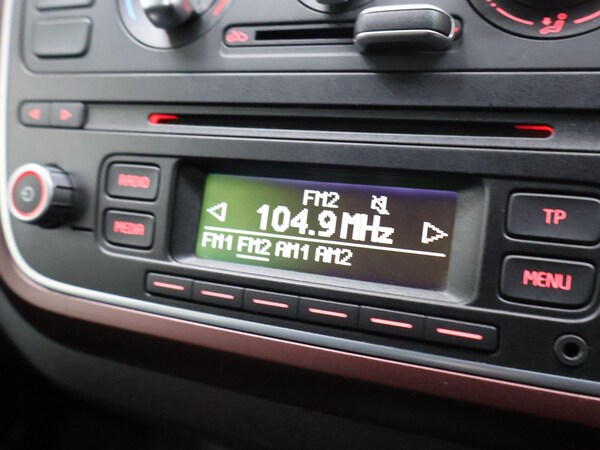 RADIO
MEDIA
FM2
104.9 MHz
FM1 FM2 AM1 AM2
TP
MENU